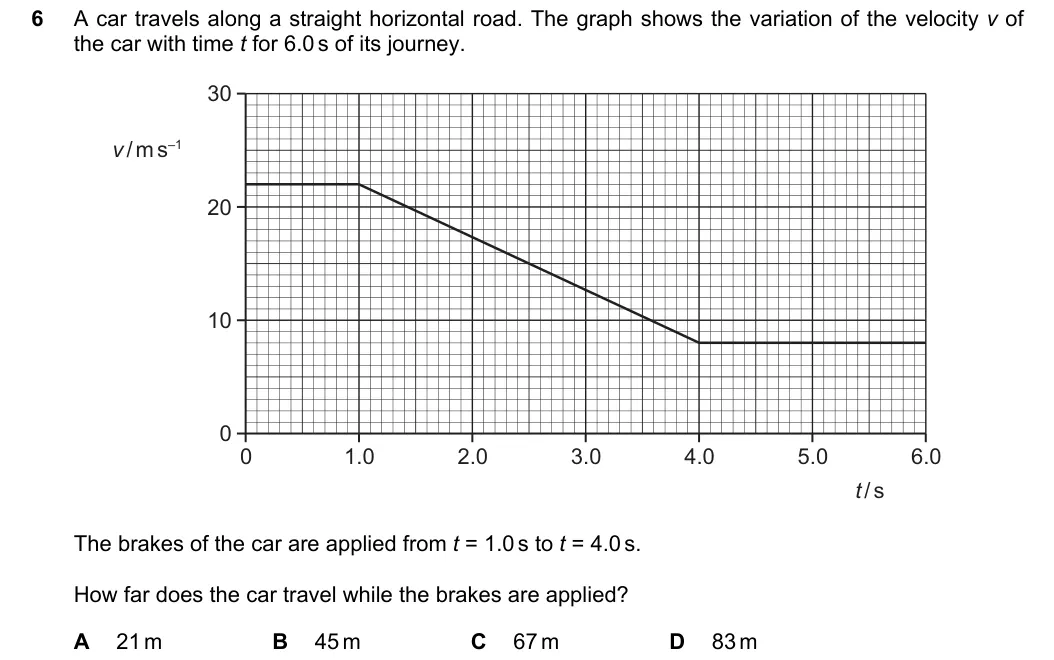 6 A car travels along a straight horizontal road. The graph shows the variation of the velocity v of
the car with time t for 6.0 s of its journey.
30
v / m s⁻¹
20
10
0
0 1.0 2.0 3.0 4.0 5.0 6.0
t / s
The brakes of the car are applied from t = 1.0 s to t = 4.0 s.
How far does the car travel while the brakes are applied?
A 21 m B 45 m C 67 m D 83 m